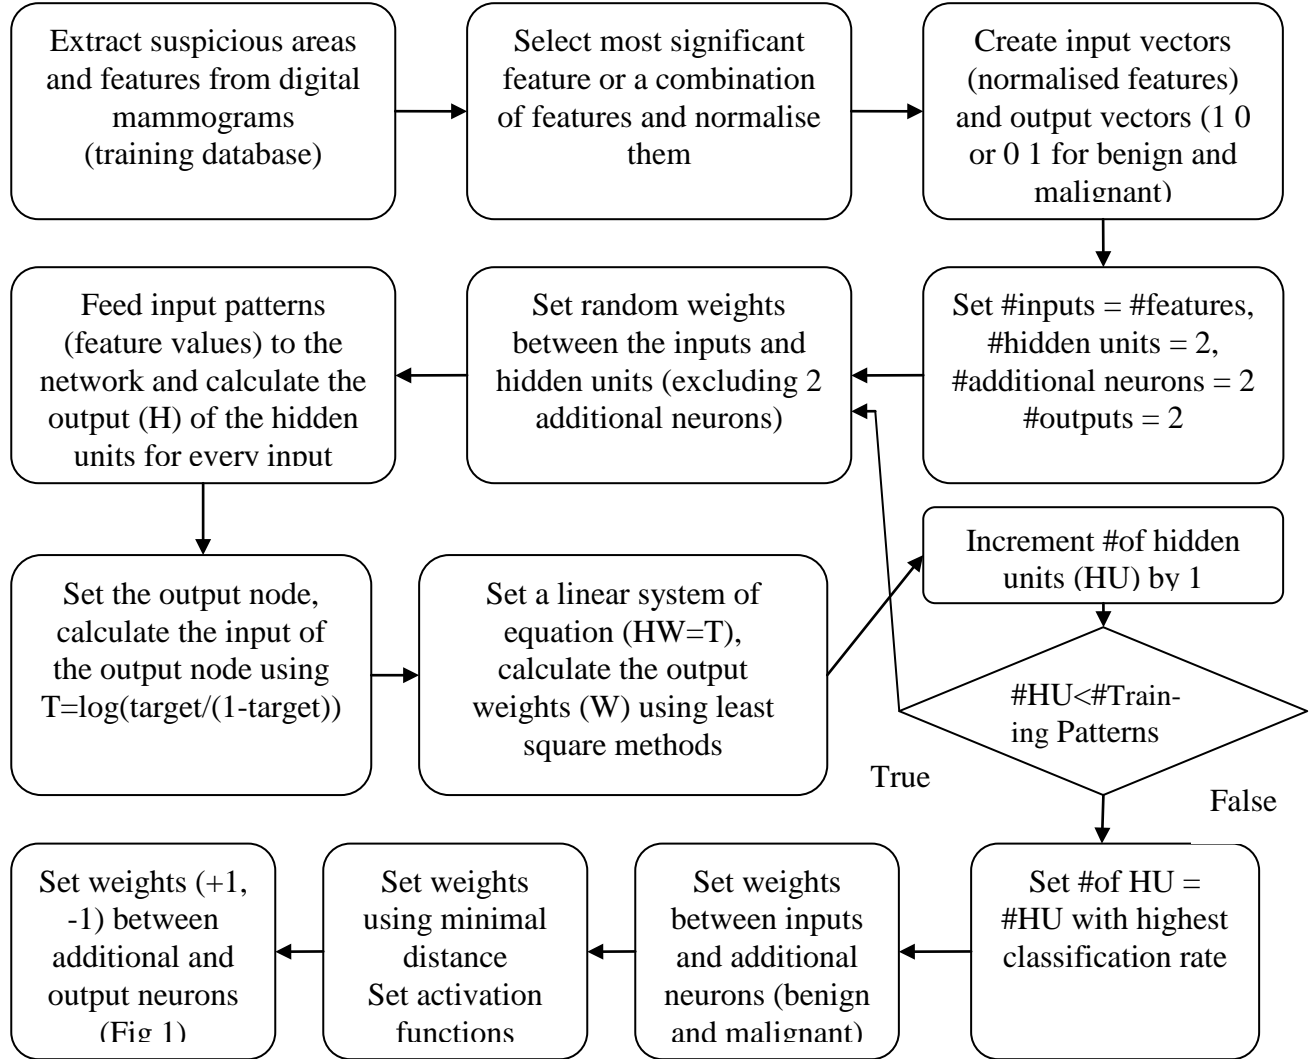 Extract suspicious areas
and features from digital
mammograms
(training database)
Select most significant
feature or a combination
of features and normalise
them
Create input vectors
(normalised features)
and output vectors (1 0
or 0 1 for benign and
malignant)
Set #inputs = #features,
#hidden units = 2,
#additional neurons = 2
#outputs = 2
Set random weights
between the inputs and
hidden units (excluding 2
additional neurons)
Feed input patterns
(feature values) to the
network and calculate the
output (H) of the hidden
units for every input
Set the output node,
calculate the input of
the output node using
T=log(target/(1-target))
Set a linear system of
equation (HW=T),
calculate the output
weights (W) using least
square methods
Increment #of hidden
units (HU) by 1
#HU<#Train-
ing Patterns
True
False
Set #of HU =
#HU with highest
classification rate
Set weights
between inputs
and additional
neurons (benign
and malignant)
Set weights
using minimal
distance
Set activation
functions
Set weights (+1,
-1) between
additional and
output neurons
(Fig 1)